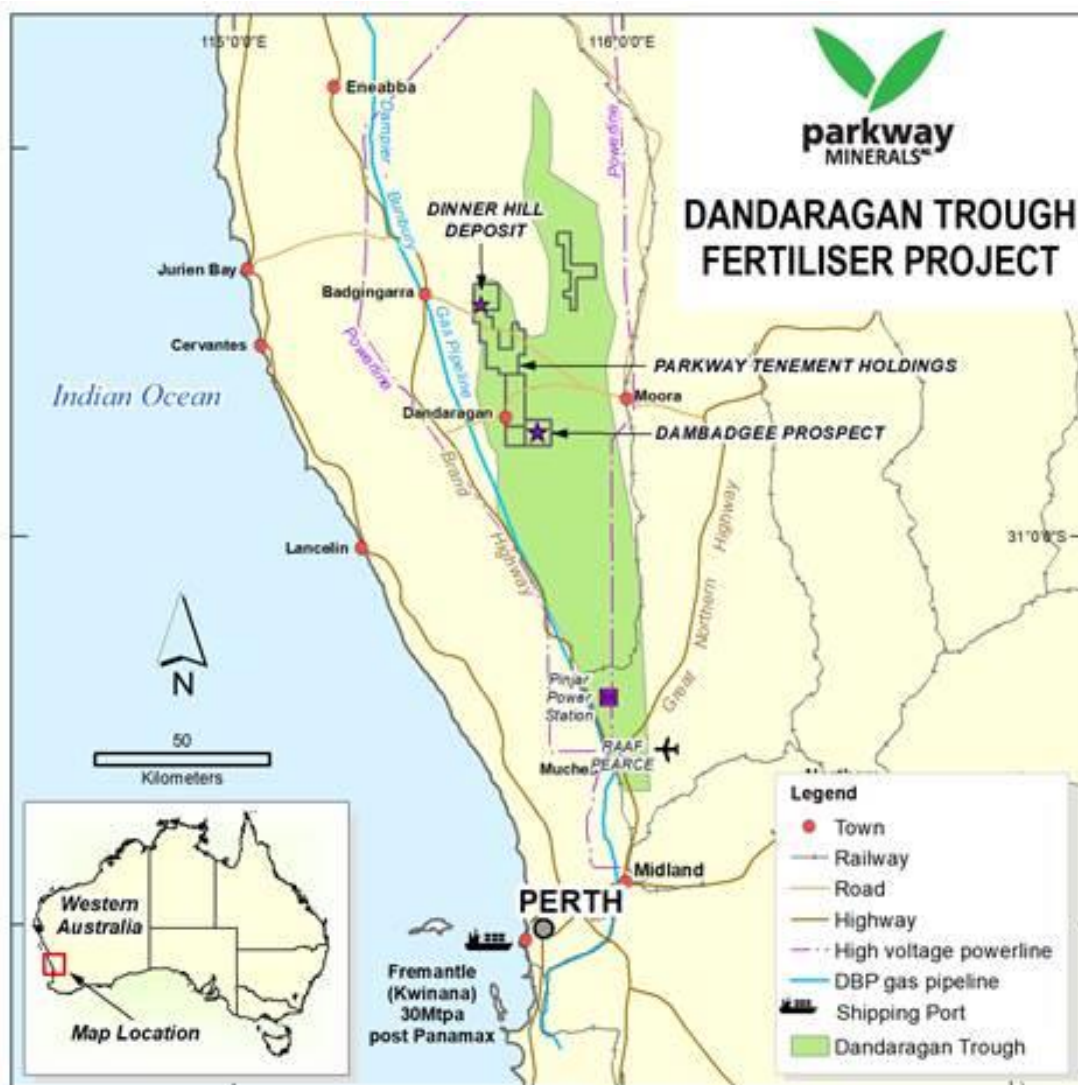 115°0'0"E
116°0'0"E
parkway
MINERALS
DANDARAGAN TROUGH
FERTILISER PROJECT
Eneabba
Dampier - Bunbury Gas Pipeline
Powerline
DINNER HILL
DEPOSIT
Jurien Bay
Badgingarra
Cervantes
Powerline
PARKWAY TENEMENT HOLDINGS
Indian Ocean
Moora
Dandaragan
DAMBADGEE PROSPECT
Brand Highway
Lancelin
31°0'0"S
Great Northern Highway
N
Pinjar
Power
Station
50
Kilometers
RAAF
PEARCE
Muche
Midland
PERTH
Fremantle
(Kwinana)
30Mtpa
post Panamax
Western
Australia
Map Location
Legend
Town
Railway
Road
Highway
High voltage powerline
DBP gas pipeline
Shipping Port
Dandaragan Trough